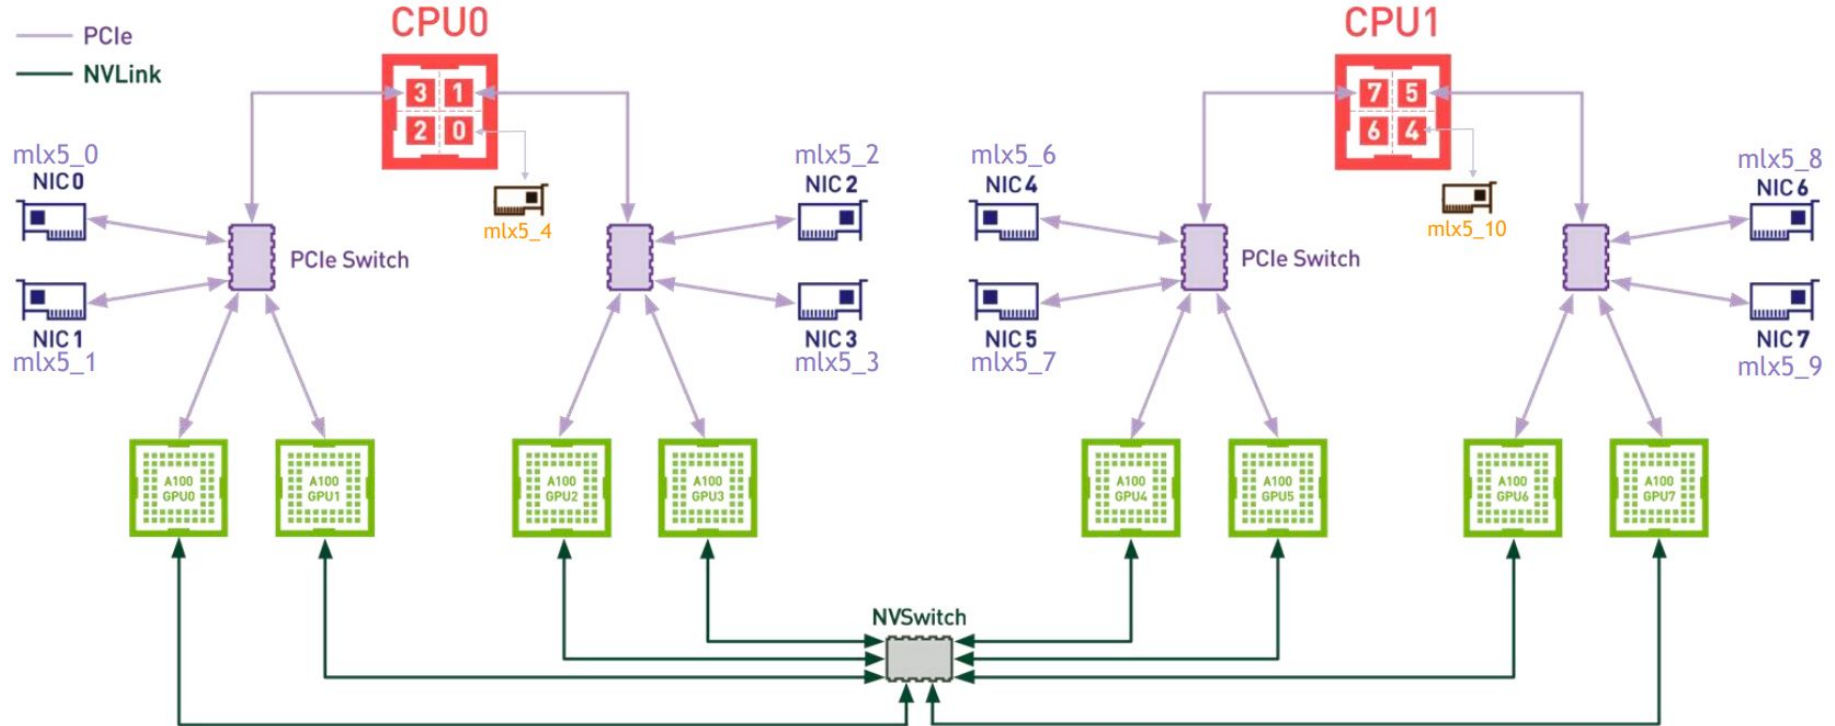 CPU0
CPU1
PCIe
NVLink
3 1
2 0
7 5
6 4
mlx5_0
NIC 0
mlx5_2
NIC 2
mlx5_6
NIC 4
mlx5_8
NIC 6
mlx5_4
mlx5_10
PCIe Switch
PCIe Switch
NIC 1
mlx5_1
NIC 3
mlx5_3
NIC 5
mlx5_7
NIC 7
mlx5_9
A100
GPU0
A100
GPU1
A100
GPU2
A100
GPU3
A100
GPU4
A100
GPU5
A100
GPU6
A100
GPU7
NVSwitch